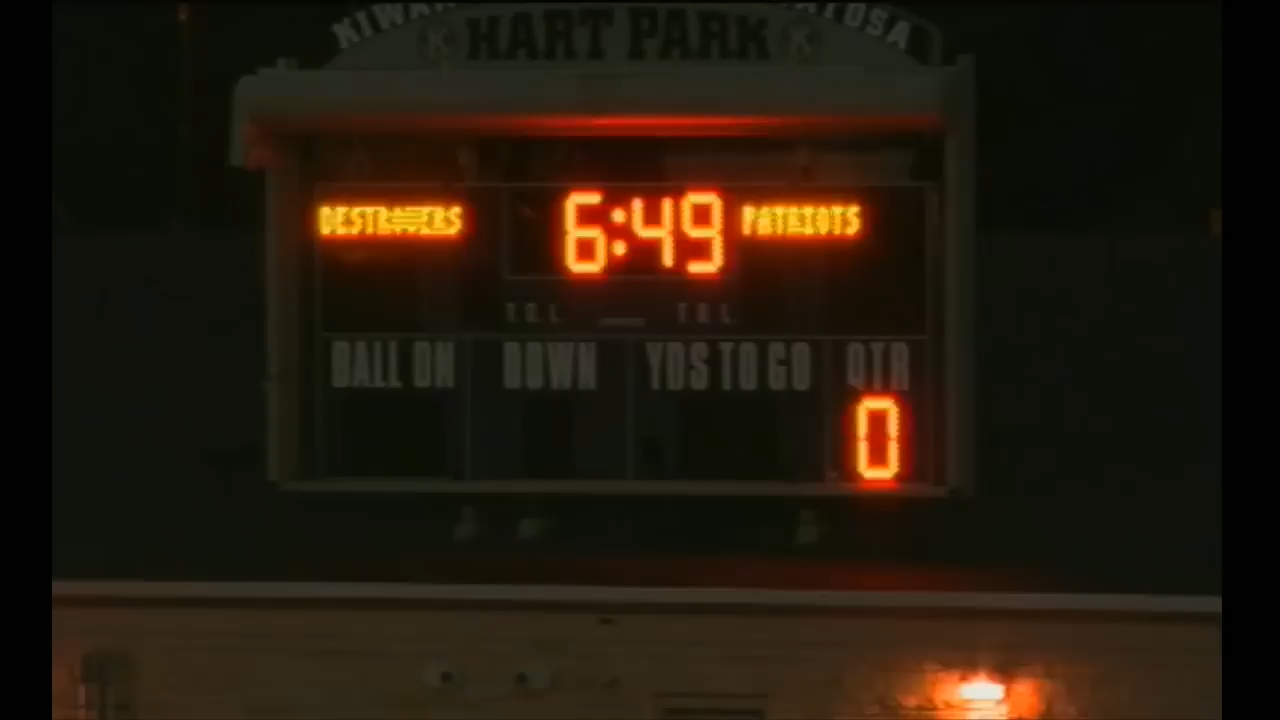 HART PARK
DESTROYERS 6:49 PATRIOTS
T.O.L. T.O.L.
BALL ON DOWN YDS TO GO QTR
0